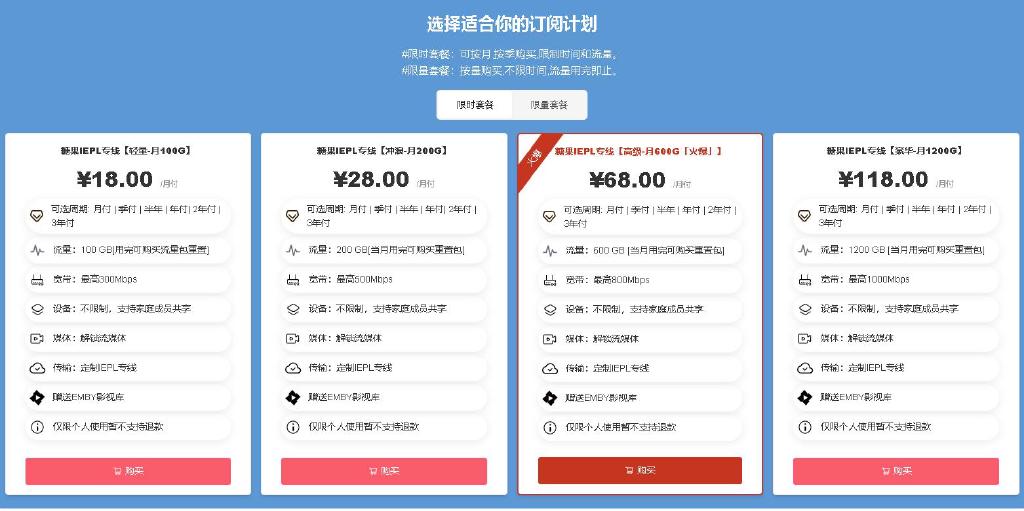 选择适合你的订阅计划
#限时套餐：可按月,按季购买,限制时间和流量。
#限量套餐：按量购买,不限时间,流量用完即止。
限时套餐
限量套餐
糖果IEPL专线【轻量-月100G】
¥18.00 /月付
可选周期: 月付 | 季付 | 半年 | 年付| 2年付 |
3年付
流量：100 GB[用完可购买流量包重置]
宽带：最高300Mbps
设备：不限制，支持家庭成员共享
媒体：解锁流媒体
传输：定制IEPL专线
赠送EMBY影视库
仅限个人使用暂不支持退款
购买
糖果IEPL专线【冲浪-月200G】
¥28.00 /月付
可选周期: 月付 | 季付 | 半年 | 年付| 2年付 |
3年付
流量：200 GB[当月用完可购买重置包]
宽带：最高500Mbps
设备：不限制，支持家庭成员共享
媒体：解锁流媒体
传输：定制IEPL专线
赠送EMBY影视库
仅限个人使用暂不支持退款
购买
火爆
糖果IEPL专线【高级-月600G「火爆」】
¥68.00 /月付
可选周期: 月付 | 季付 | 半年 | 年付 | 2年付 |
3年付
流量：600 GB [当月用完可购买重置包]
宽带：最高800Mbps
设备：不限制，支持家庭成员共享
媒体：解锁流媒体
传输：定制IEPL专线
赠送EMBY影视库
仅限个人使用暂不支持退款
购买
糖果IEPL专线【豪华-月1200G】
¥118.00 /月付
可选周期: 月付 | 季付 | 半年 | 年付 | 2年付 |
3年付
流量：1200 GB [当月用完可购买重置包]
宽带：最高1000Mbps
设备：不限制，支持家庭成员共享
媒体：解锁流媒体
传输：定制IEPL专线
赠送EMBY影视库
仅限个人使用暂不支持退款
购买